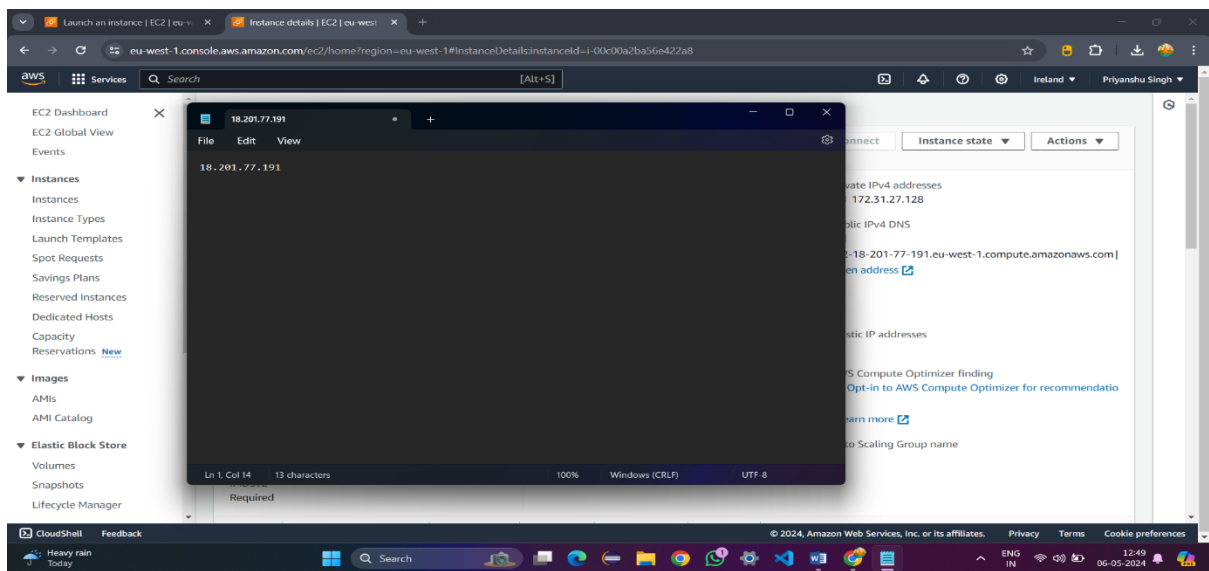 Launch an instance | EC2 | eu-w
Instance details | EC2 | eu-west
eu-west-1.console.aws.amazon.com/ec2/home?region=eu-west-1#InstanceDetails:instanceId=i-00c00a2ba56e422a8
aws Services Search [Alt+S] Ireland Priyanshu Singh
EC2 Dashboard
EC2 Global View
Events
Instances
Instances
Instance Types
Launch Templates
Spot Requests
Savings Plans
Reserved Instances
Dedicated Hosts
Capacity
Reservations New
Images
AMIs
AMI Catalog
Elastic Block Store
Volumes
Snapshots
Lifecycle Manager
18.201.77.191
File Edit View
18.201.77.191
Ln 1, Col 14 13 characters 100% Windows (CRLF) UTF-8
Required
onnect Instance state Actions
vate IPv4 addresses
172.31.27.128
blic IPv4 DNS
2-18-201-77-191.eu-west-1.compute.amazonaws.com |
en address
stic IP addresses
S Compute Optimizer finding
Opt-in to AWS Compute Optimizer for recommendatio
earn more
to Scaling Group name
CloudShell Feedback © 2024, Amazon Web Services, Inc. or its affiliates. Privacy Terms Cookie preferences
Heavy rain
Today
Search
ENG
IN
12:49
06-05-2024